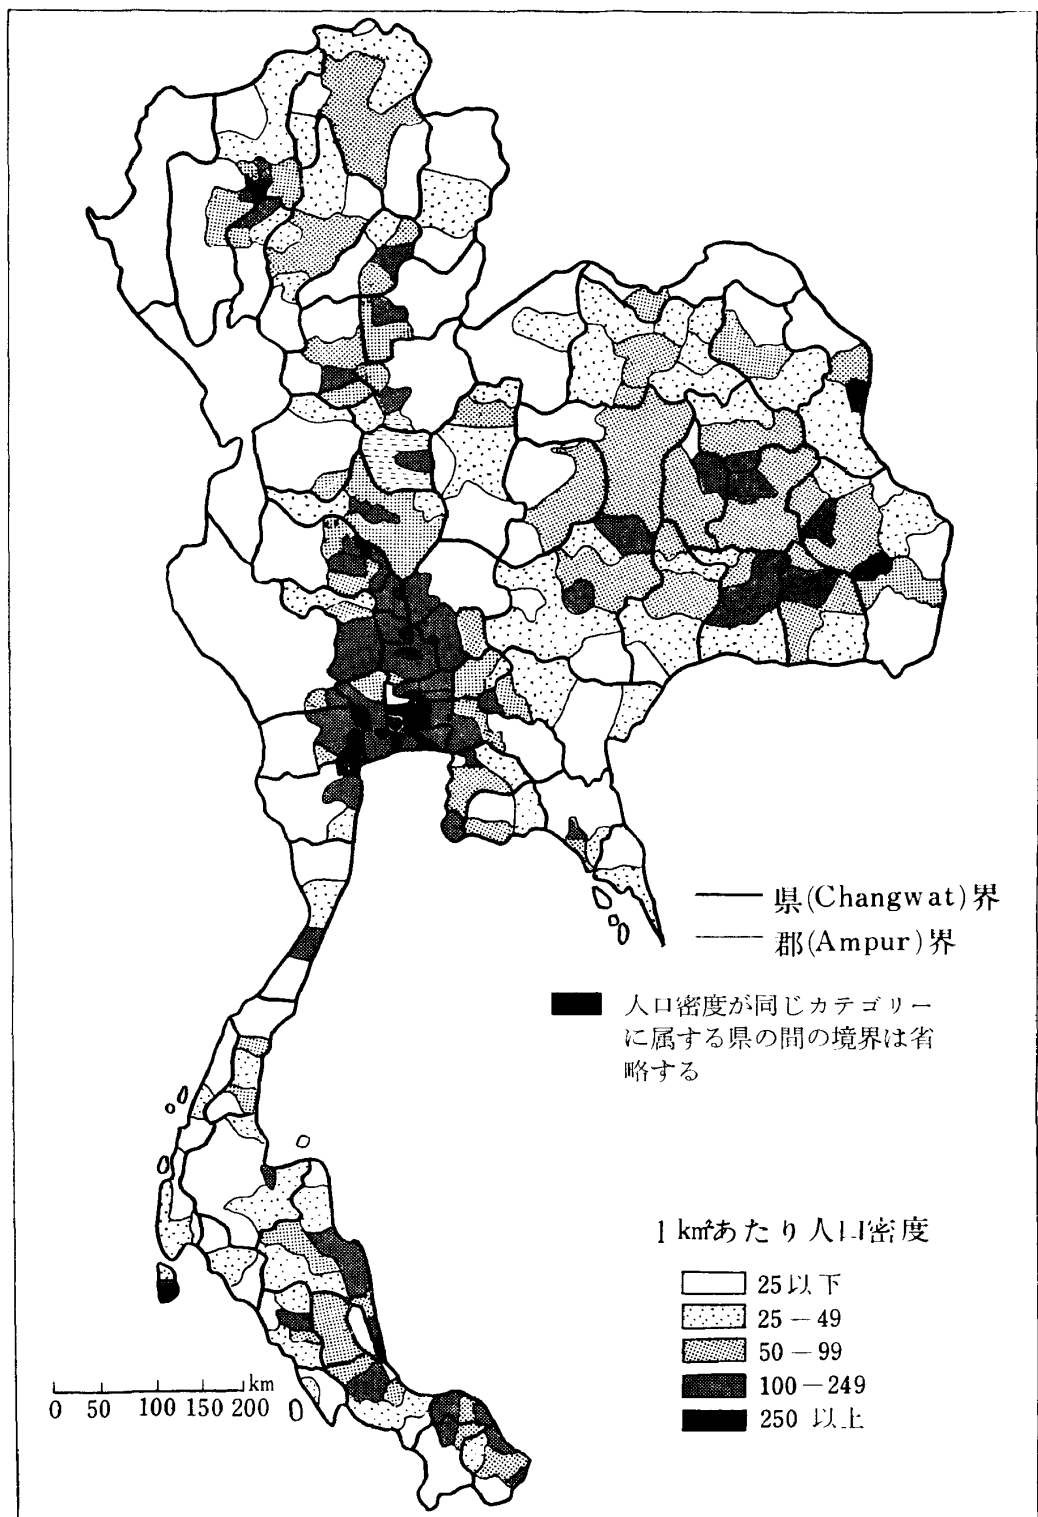 県(Changwat)界
郡(Ampur)界
人口密度が同じカテゴリー
に属する県の間の境界は省
略する
1km²あたり人口密度
25以下
25-49
50-99
100-249
250以上
km
0 50 100 150 200